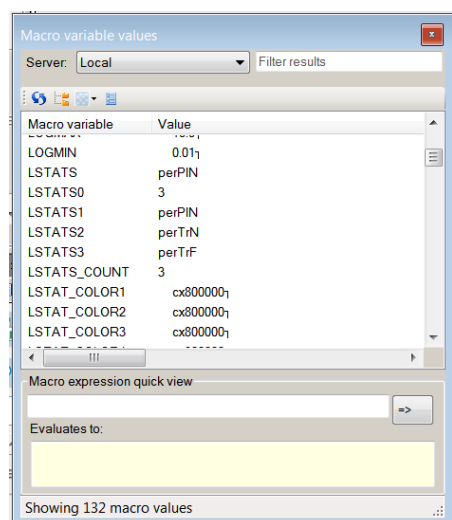 Macro variable values
Server: Local Filter results
Macro variable Value
LOGMIN 0.01┐
LSTATS perPIN
LSTATS0 3
LSTATS1 perPIN
LSTATS2 perTrN
LSTATS3 perTrF
LSTATS_COUNT 3
LSTAT_COLOR1 cx800000┐
LSTAT_COLOR2 cx800000┐
LSTAT_COLOR3 cx800000┐
Macro expression quick view
=>
Evaluates to:
Showing 132 macro values